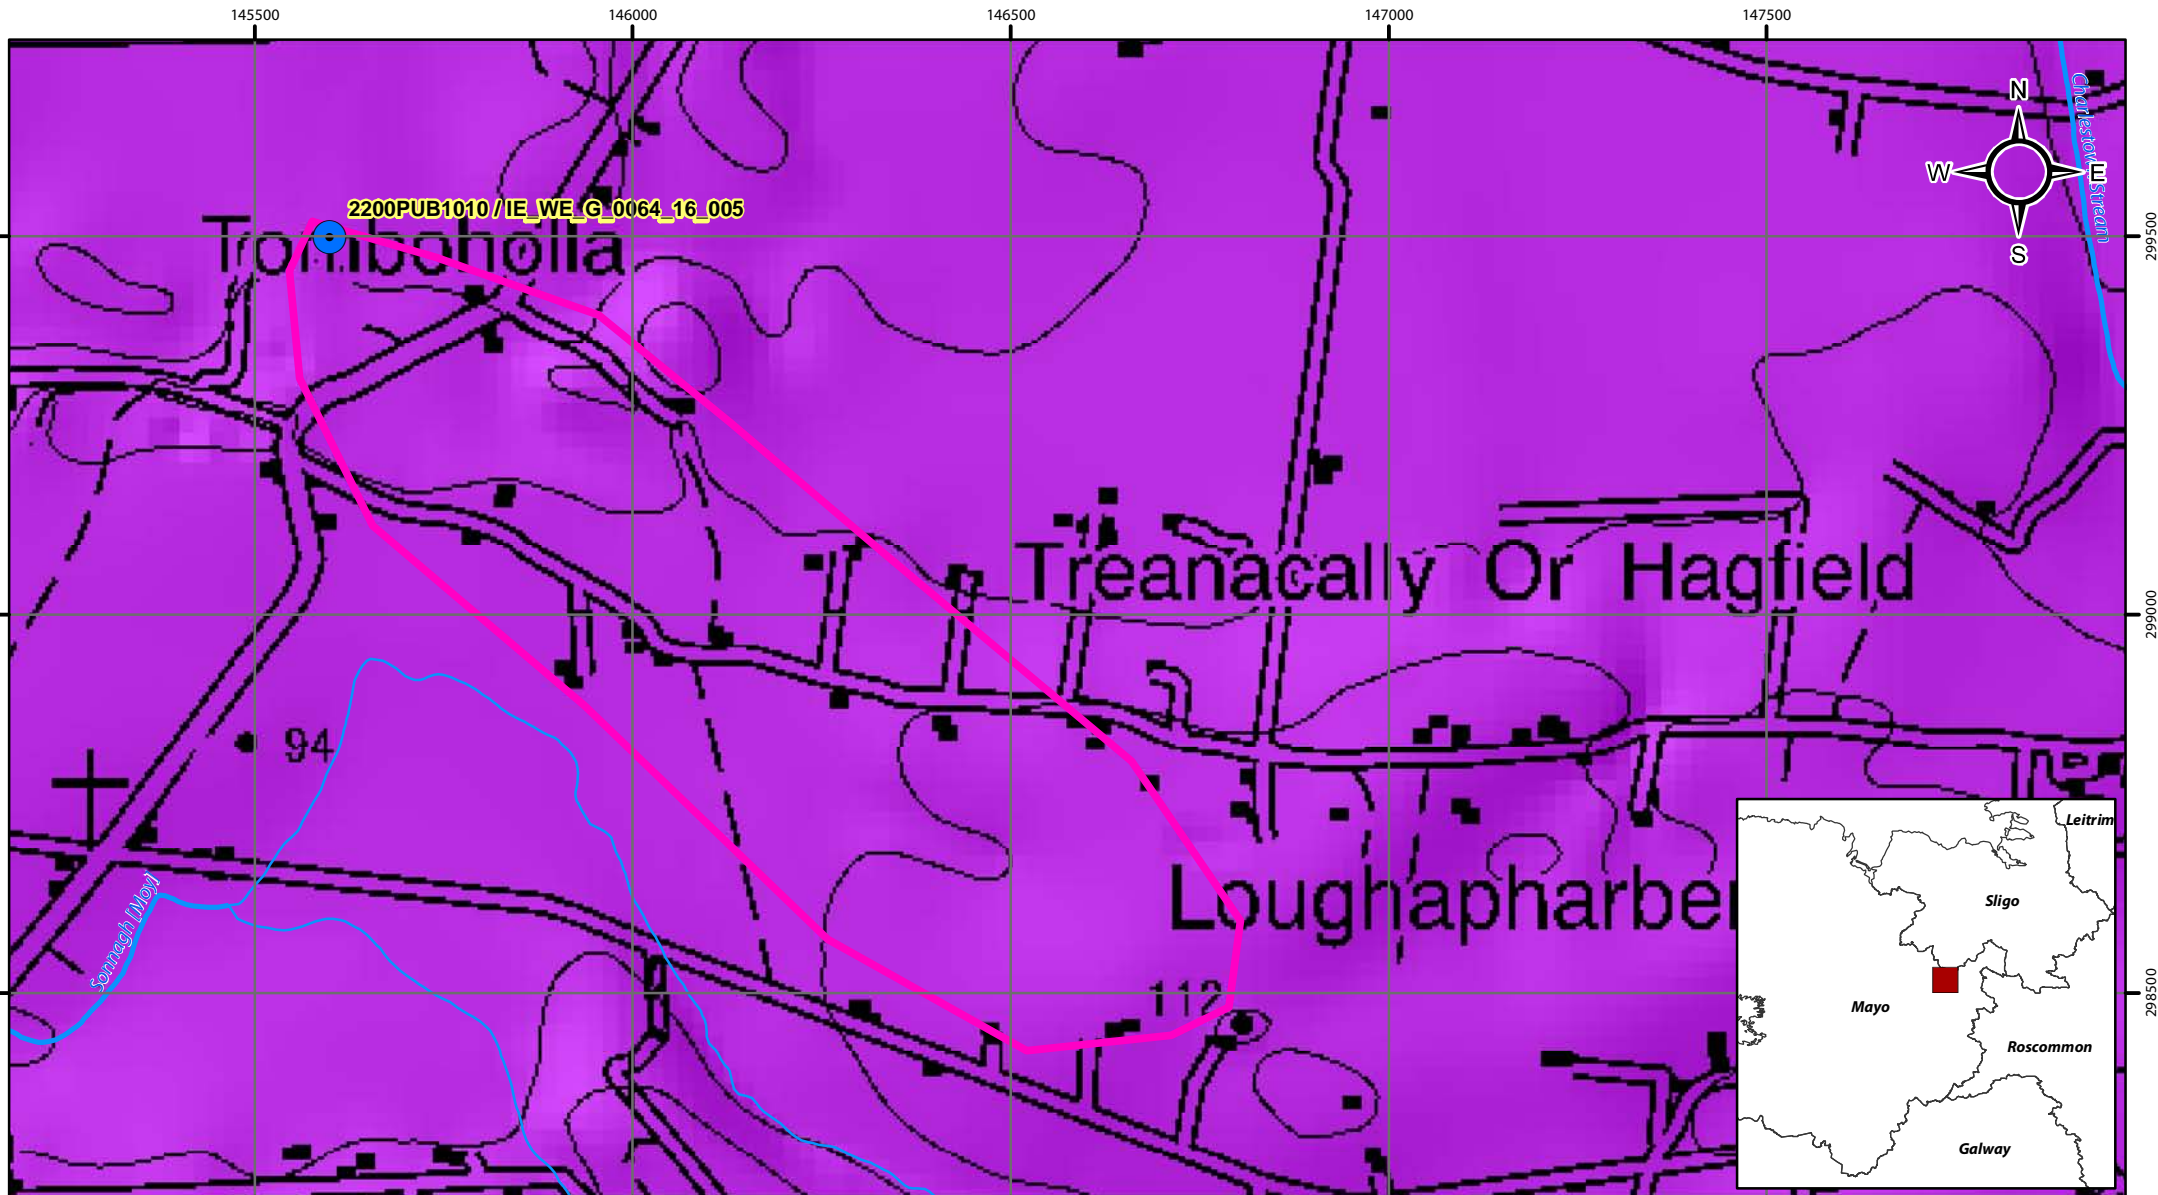 145500 146000 146500 147000 147500
N
W E
S
Charlestown Stream
2200PUB1010 / IE_WE_G_0064_16_005
Tomboholla
299500
Treanacally Or Hagfield
299000
94
Sonnagh [Moy]
Loughapharber
112
298500
Leitrim
Sligo
Mayo
Roscommon
Galway